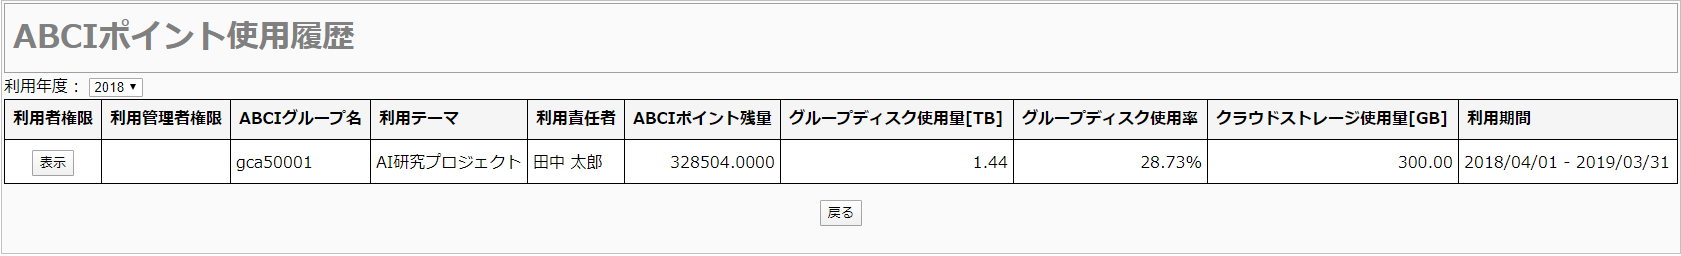 ABCIポイント使用履歴
利用年度： 2018
利用者権限 利用管理者権限 ABCIグループ名 利用テーマ 利用責任者 ABCIポイント残量 グループディスク使用量[TB] グループディスク使用率 クラウドストレージ使用量[GB] 利用期間
表示 gca50001 AI研究プロジェクト 田中 太郎 328504.0000 1.44 28.73% 300.00 2018/04/01 - 2019/03/31
戻る